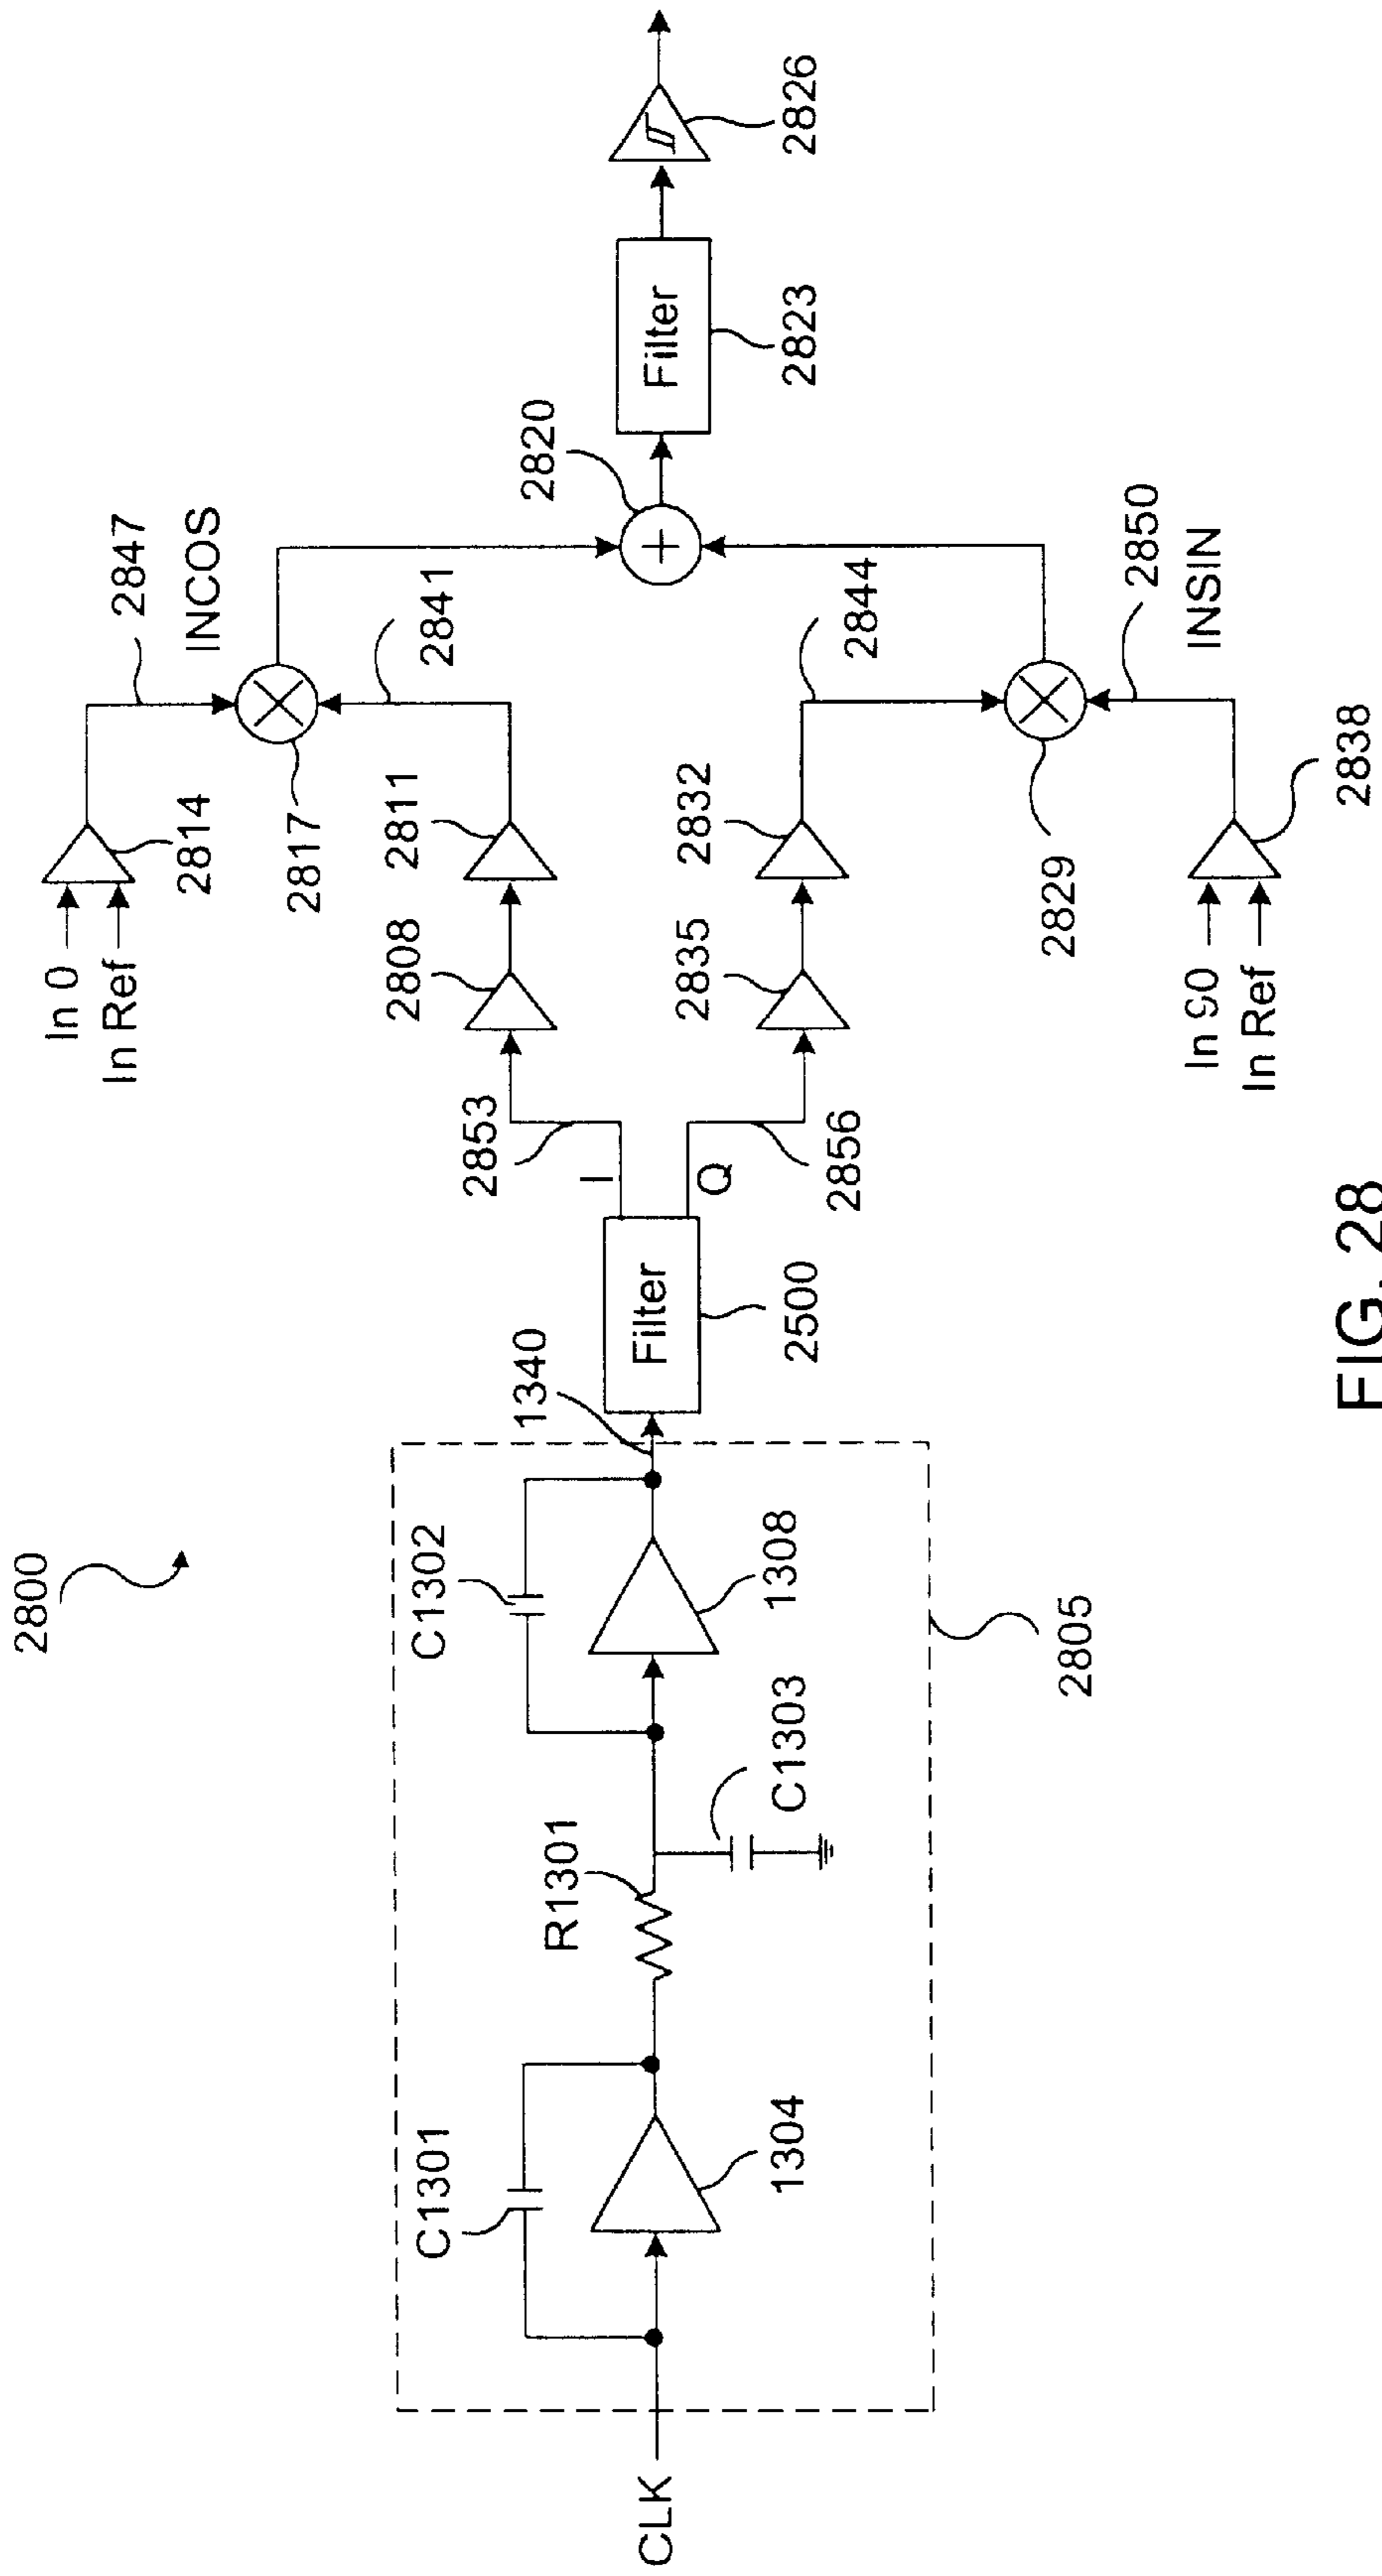 2800
CLK
C1301
1304
R1301
C1303
C1302
1308
2805
1340
Filter
2500
I
Q
2853
2856
2808
2811
2835
2832
In 0
In Ref
2814
2817
2847
INCOS
2841
2844
2829
In 90
In Ref
2838
2850
INSIN
2820
+
Filter
2823
2826
FIG. 28